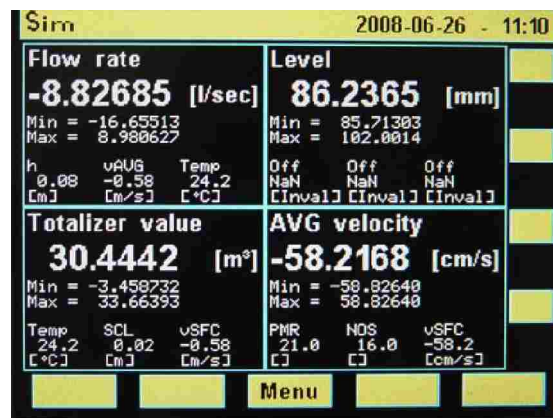 Sim 2008-06-26 - 11:10
Flow rate
-8.82685 [l/sec]
Min = -16.65513
Max = 8.980627
h vAVG Temp
0.08 -0.58 24.2
[m] [m/s] [°C]
Level
86.2365 [mm]
Min = 85.71303
Max = 102.0014
Off Off Off
NaN NaN NaN
[Inval] [Inval] [Inval]
Totalizer value
30.4442 [m³]
Min = -3.458732
Max = 33.66393
Temp SCL vSFC
24.2 0.02 -0.58
[°C] [m] [m/s]
AVG velocity
-58.2168 [cm/s]
Min = -58.82640
Max = 58.82640
PMR NOS vSFC
21.0 16.0 -58.2
[] [] [cm/s]
Menu